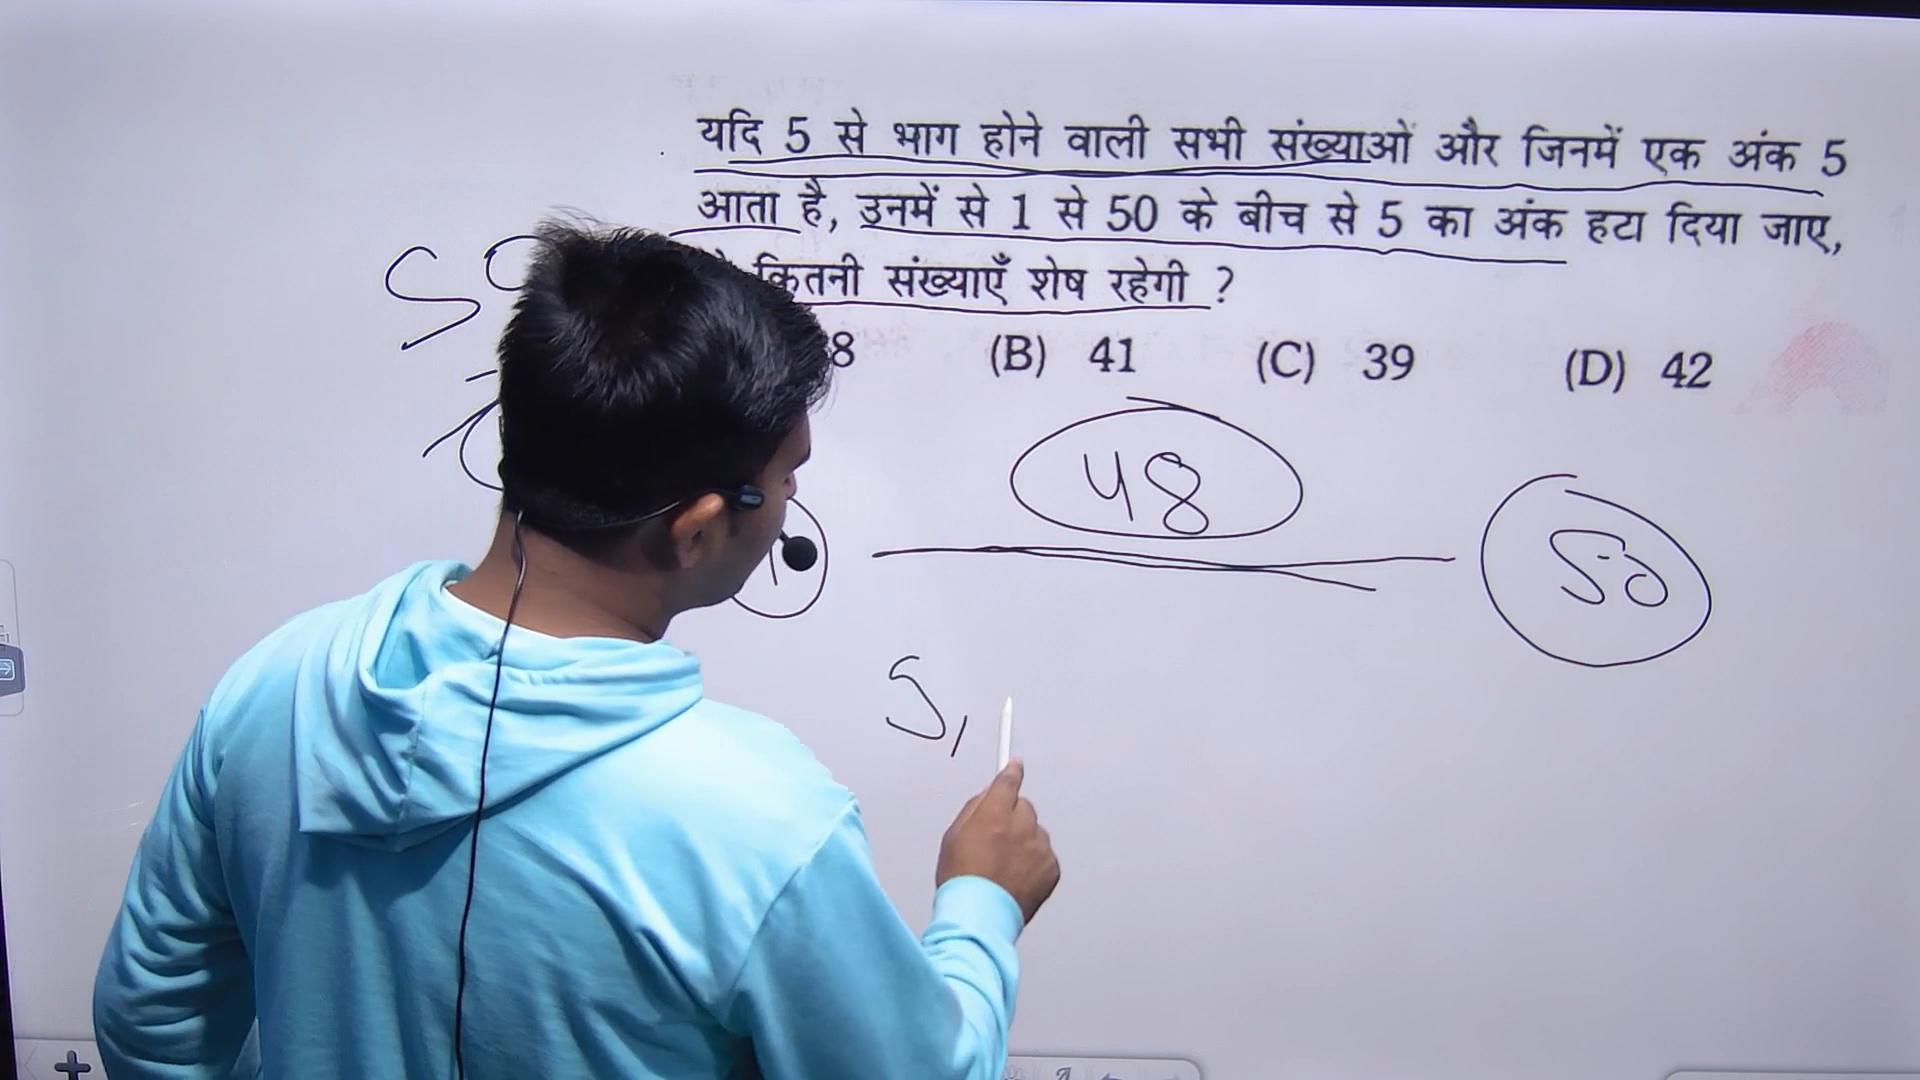 यदि 5 से भाग होने वाली सभी संख्याओं और जिनमें एक अंक 5
आता है, उनमें से 1 से 50 के बीच से 5 का अंक हटा दिया जाए,
कितनी संख्याएँ शेष रहेगी ?
8 (B) 41 (C) 39 (D) 42
48
1 50
5,